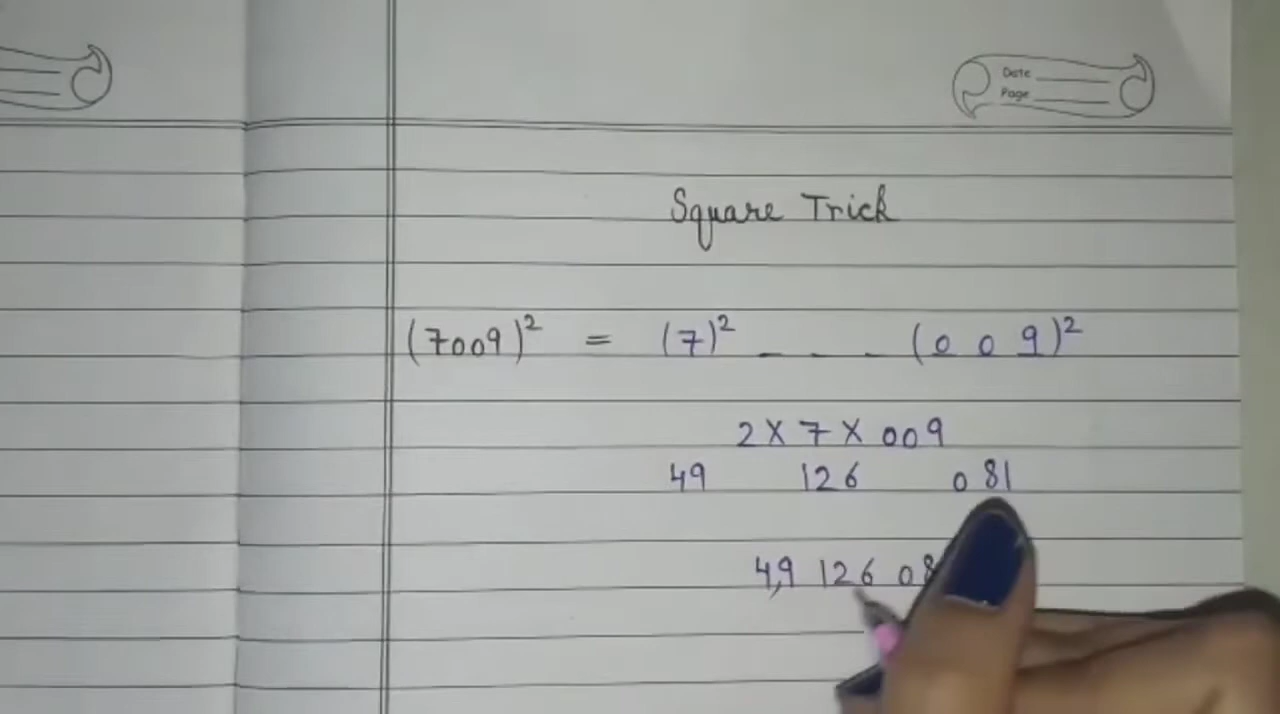 Date
Page
Square Trick
(7009)² = (7)² _ _ _ (0 0 9)²
2 X 7 X 009
49 126 081
4,9 126 08